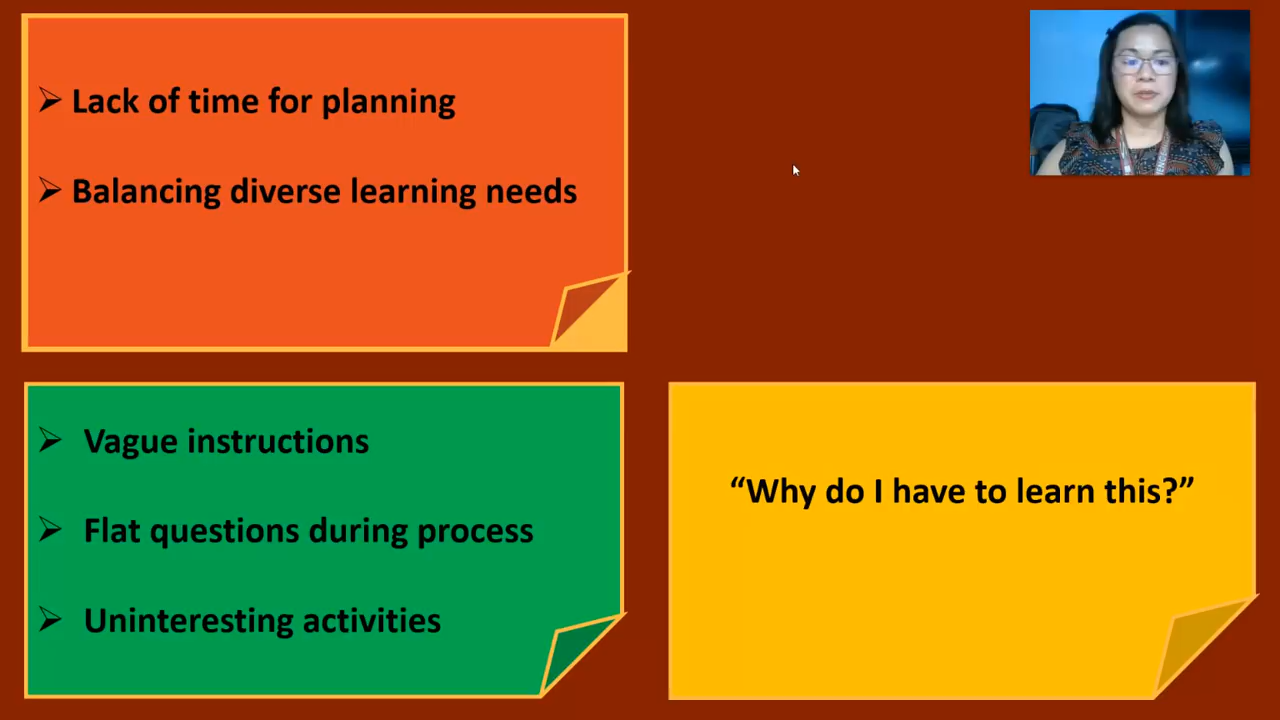 ➢ Lack of time for planning
➢ Balancing diverse learning needs
➢ Vague instructions
➢ Flat questions during process
➢ Uninteresting activities
“Why do I have to learn this?”